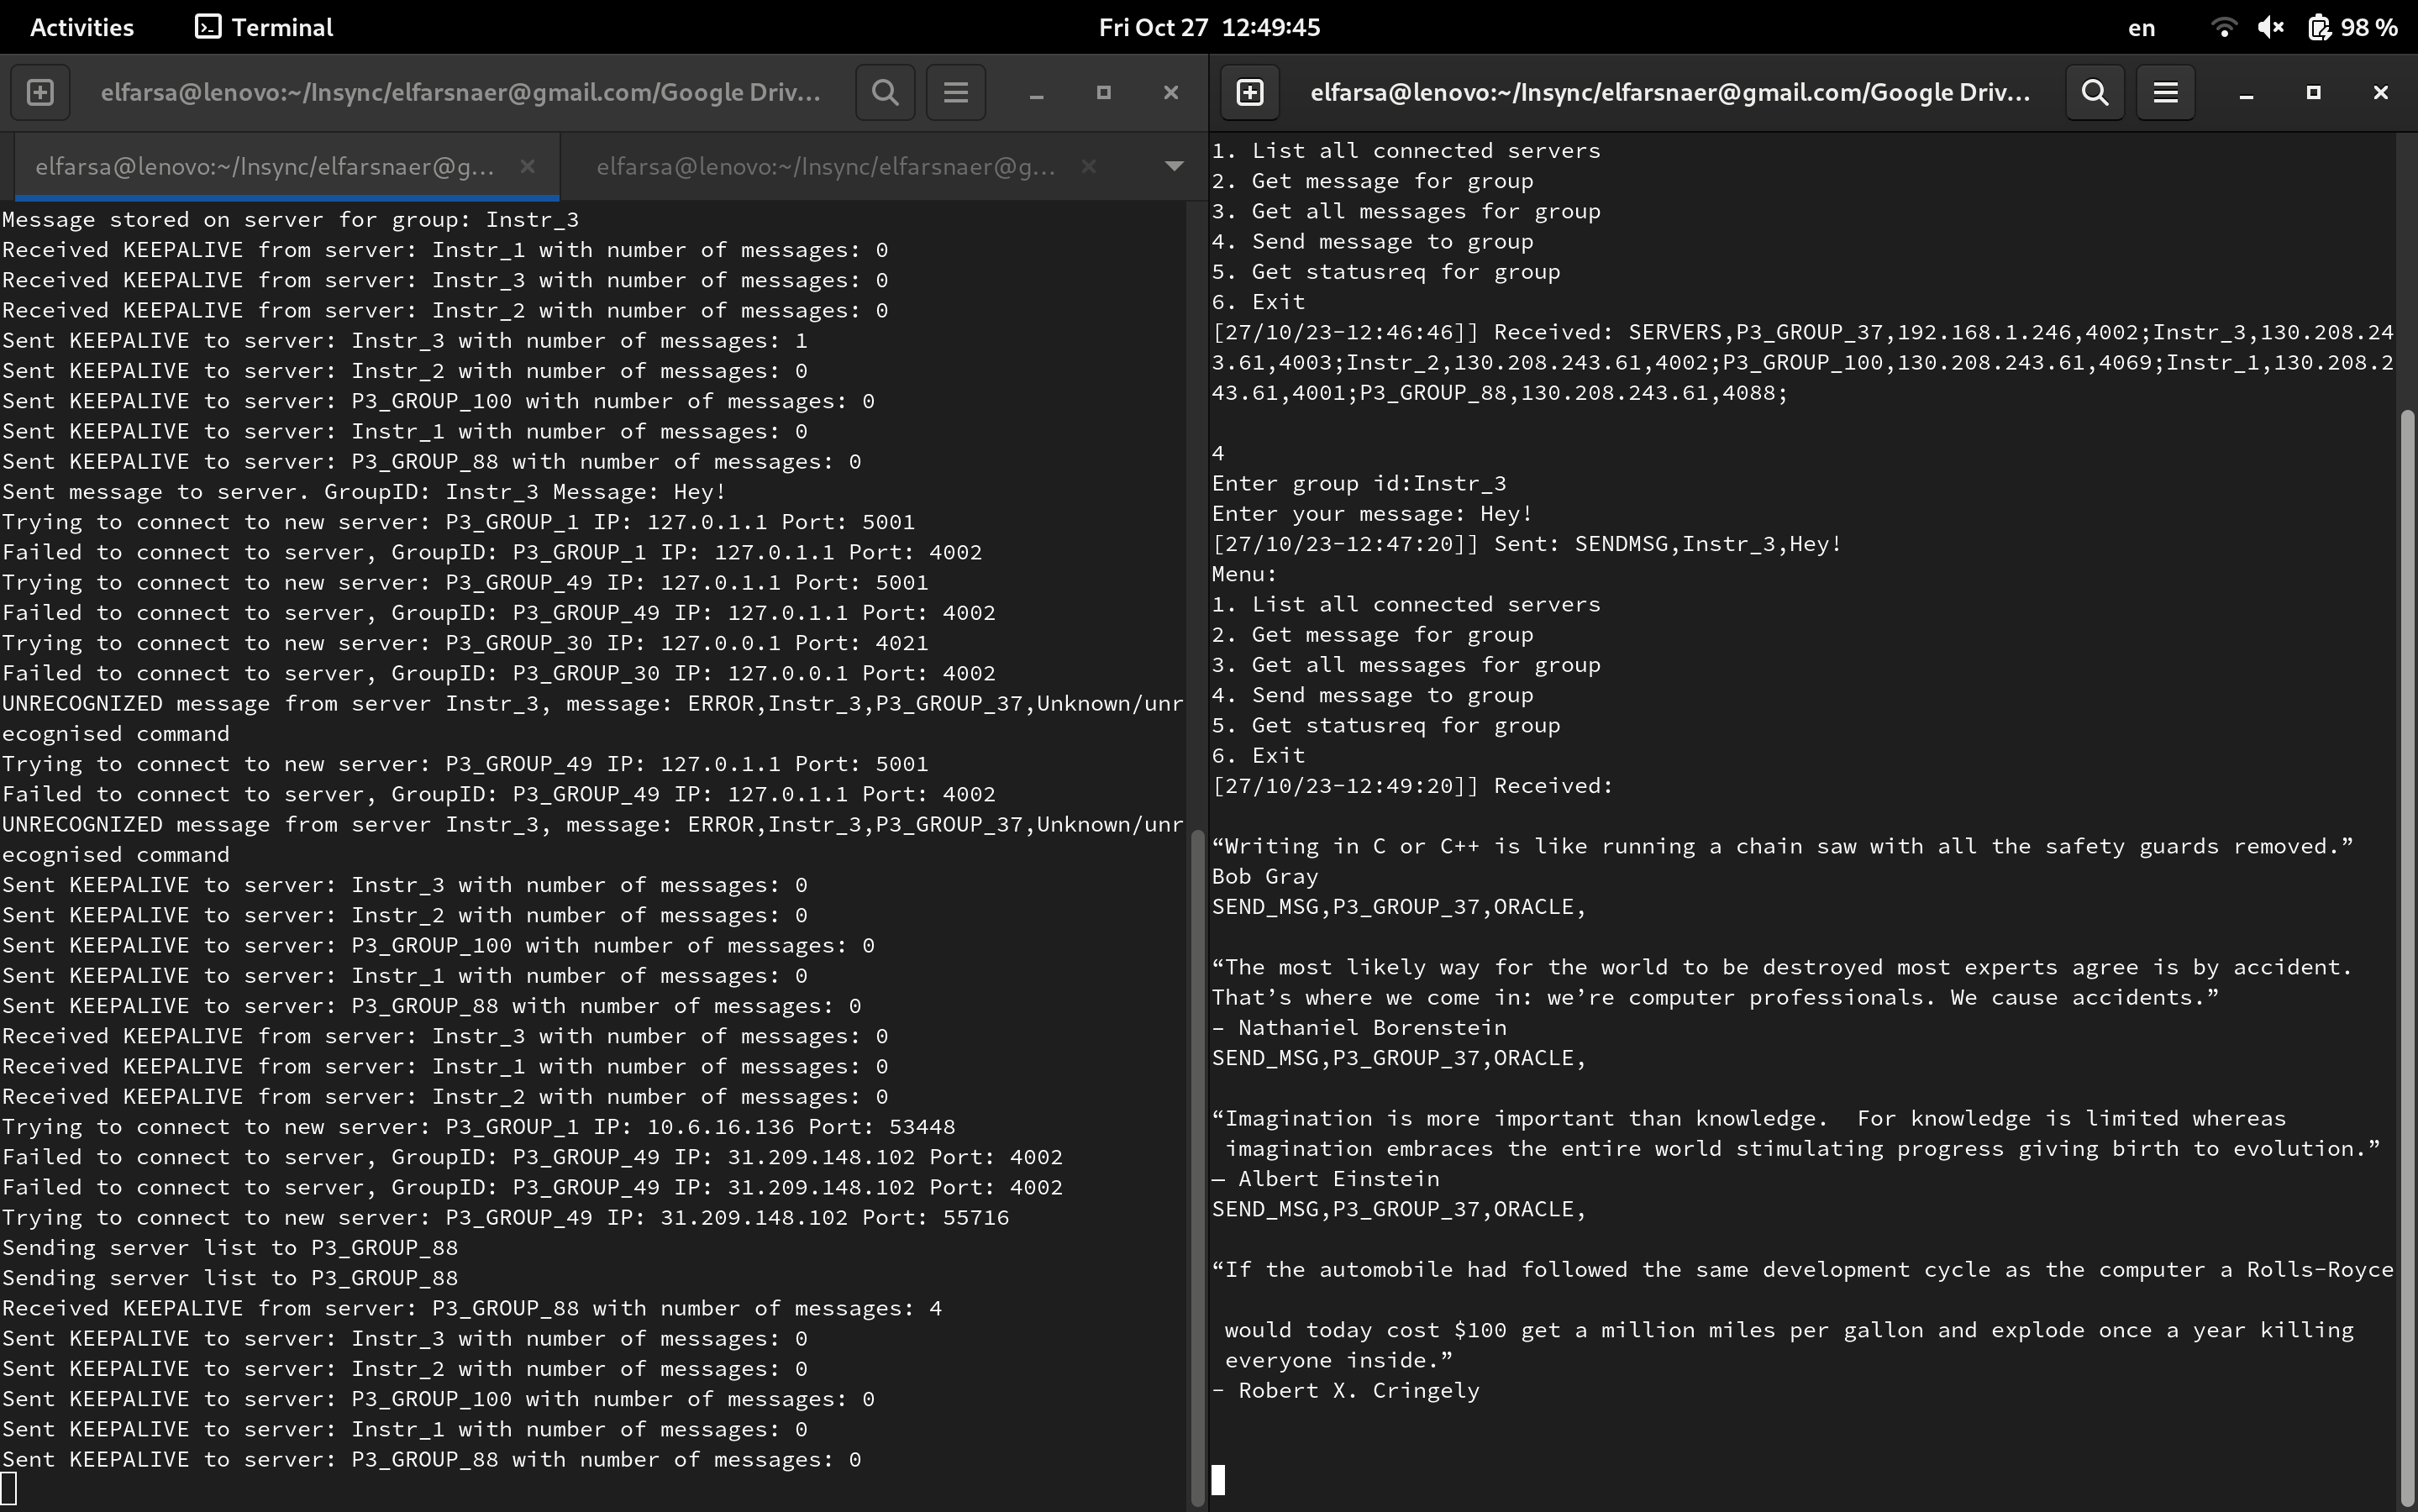 Activities
Terminal
Fri Oct 27 12:49:45
en
98 %
elfarsa@lenovo:~/Insync/elfarsnaer@gmail.com/Google Driv…
elfarsa@lenovo:~/Insync/elfarsnaer@g…
elfarsa@lenovo:~/Insync/elfarsnaer@g…
Message stored on server for group: Instr_3
Received KEEPALIVE from server: Instr_1 with number of messages: 0
Received KEEPALIVE from server: Instr_3 with number of messages: 0
Received KEEPALIVE from server: Instr_2 with number of messages: 0
Sent KEEPALIVE to server: Instr_3 with number of messages: 1
Sent KEEPALIVE to server: Instr_2 with number of messages: 0
Sent KEEPALIVE to server: P3_GROUP_100 with number of messages: 0
Sent KEEPALIVE to server: Instr_1 with number of messages: 0
Sent KEEPALIVE to server: P3_GROUP_88 with number of messages: 0
Sent message to server. GroupID: Instr_3 Message: Hey!
Trying to connect to new server: P3_GROUP_1 IP: 127.0.1.1 Port: 5001
Failed to connect to server, GroupID: P3_GROUP_1 IP: 127.0.1.1 Port: 4002
Trying to connect to new server: P3_GROUP_49 IP: 127.0.1.1 Port: 5001
Failed to connect to server, GroupID: P3_GROUP_49 IP: 127.0.1.1 Port: 4002
Trying to connect to new server: P3_GROUP_30 IP: 127.0.0.1 Port: 4021
Failed to connect to server, GroupID: P3_GROUP_30 IP: 127.0.0.1 Port: 4002
UNRECOGNIZED message from server Instr_3, message: ERROR,Instr_3,P3_GROUP_37,Unknown/unr
ecognised command
Trying to connect to new server: P3_GROUP_49 IP: 127.0.1.1 Port: 5001
Failed to connect to server, GroupID: P3_GROUP_49 IP: 127.0.1.1 Port: 4002
UNRECOGNIZED message from server Instr_3, message: ERROR,Instr_3,P3_GROUP_37,Unknown/unr
ecognised command
Sent KEEPALIVE to server: Instr_3 with number of messages: 0
Sent KEEPALIVE to server: Instr_2 with number of messages: 0
Sent KEEPALIVE to server: P3_GROUP_100 with number of messages: 0
Sent KEEPALIVE to server: Instr_1 with number of messages: 0
Sent KEEPALIVE to server: P3_GROUP_88 with number of messages: 0
Received KEEPALIVE from server: Instr_3 with number of messages: 0
Received KEEPALIVE from server: Instr_1 with number of messages: 0
Received KEEPALIVE from server: Instr_2 with number of messages: 0
Trying to connect to new server: P3_GROUP_1 IP: 10.6.16.136 Port: 53448
Failed to connect to server, GroupID: P3_GROUP_49 IP: 31.209.148.102 Port: 4002
Failed to connect to server, GroupID: P3_GROUP_49 IP: 31.209.148.102 Port: 4002
Trying to connect to new server: P3_GROUP_49 IP: 31.209.148.102 Port: 55716
Sending server list to P3_GROUP_88
Sending server list to P3_GROUP_88
Received KEEPALIVE from server: P3_GROUP_88 with number of messages: 4
Sent KEEPALIVE to server: Instr_3 with number of messages: 0
Sent KEEPALIVE to server: Instr_2 with number of messages: 0
Sent KEEPALIVE to server: P3_GROUP_100 with number of messages: 0
Sent KEEPALIVE to server: Instr_1 with number of messages: 0
Sent KEEPALIVE to server: P3_GROUP_88 with number of messages: 0
elfarsa@lenovo:~/Insync/elfarsnaer@gmail.com/Google Driv…
1. List all connected servers
2. Get message for group
3. Get all messages for group
4. Send message to group
5. Get statusreq for group
6. Exit
[27/10/23-12:46:46]] Received: SERVERS,P3_GROUP_37,192.168.1.246,4002;Instr_3,130.208.24
3.61,4003;Instr_2,130.208.243.61,4002;P3_GROUP_100,130.208.243.61,4069;Instr_1,130.208.2
43.61,4001;P3_GROUP_88,130.208.243.61,4088;
4
Enter group id:Instr_3
Enter your message: Hey!
[27/10/23-12:47:20]] Sent: SENDMSG,Instr_3,Hey!
Menu:
1. List all connected servers
2. Get message for group
3. Get all messages for group
4. Send message to group
5. Get statusreq for group
6. Exit
[27/10/23-12:49:20]] Received:
“Writing in C or C++ is like running a chain saw with all the safety guards removed.”
Bob Gray
SEND_MSG,P3_GROUP_37,ORACLE,
“The most likely way for the world to be destroyed most experts agree is by accident.
That’s where we come in: we’re computer professionals. We cause accidents.”
– Nathaniel Borenstein
SEND_MSG,P3_GROUP_37,ORACLE,
“Imagination is more important than knowledge.  For knowledge is limited whereas
imagination embraces the entire world stimulating progress giving birth to evolution.”
― Albert Einstein
SEND_MSG,P3_GROUP_37,ORACLE,
“If the automobile had followed the same development cycle as the computer a Rolls-Royce
would today cost $100 get a million miles per gallon and explode once a year killing
everyone inside.”
– Robert X. Cringely